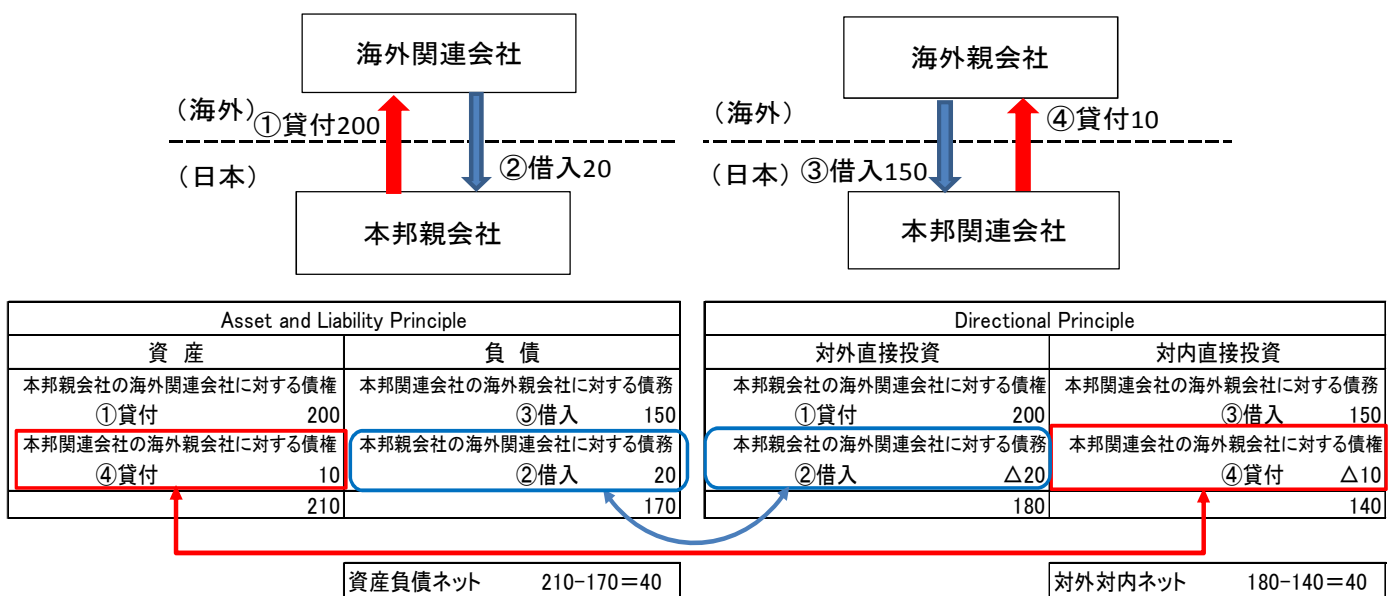 海外関連会社
海外親会社
（海外）
①貸付200
（海外）
④貸付10
（日本）
②借入20
（日本）
③借入150
本邦親会社
本邦関連会社
Asset and Liability Principle
資 産 負 債
本邦親会社の海外関連会社に対する債権 本邦関連会社の海外親会社に対する債務
①貸付 200 ③借入 150
本邦関連会社の海外親会社に対する債権 本邦親会社の海外関連会社に対する債務
④貸付 10 ②借入 20
210 170
資産負債ネット 210-170＝40
Directional Principle
対外直接投資 対内直接投資
本邦親会社の海外関連会社に対する債権 本邦関連会社の海外親会社に対する債務
①貸付 200 ③借入 150
本邦親会社の海外関連会社に対する債務 本邦関連会社の海外親会社に対する債権
②借入 △20 ④貸付 △10
180 140
対外対内ネット 180-140＝40